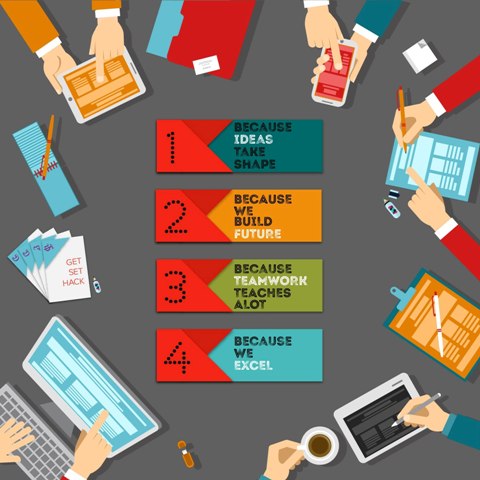 1
BECAUSE
IDEAS
TAKE
SHAPE
2
BECAUSE
WE
BUILD
FUTURE
3
BECAUSE
TEAMWORK
TEACHES
ALOT
4
BECAUSE
WE
EXCEL
GET
SET
HACK